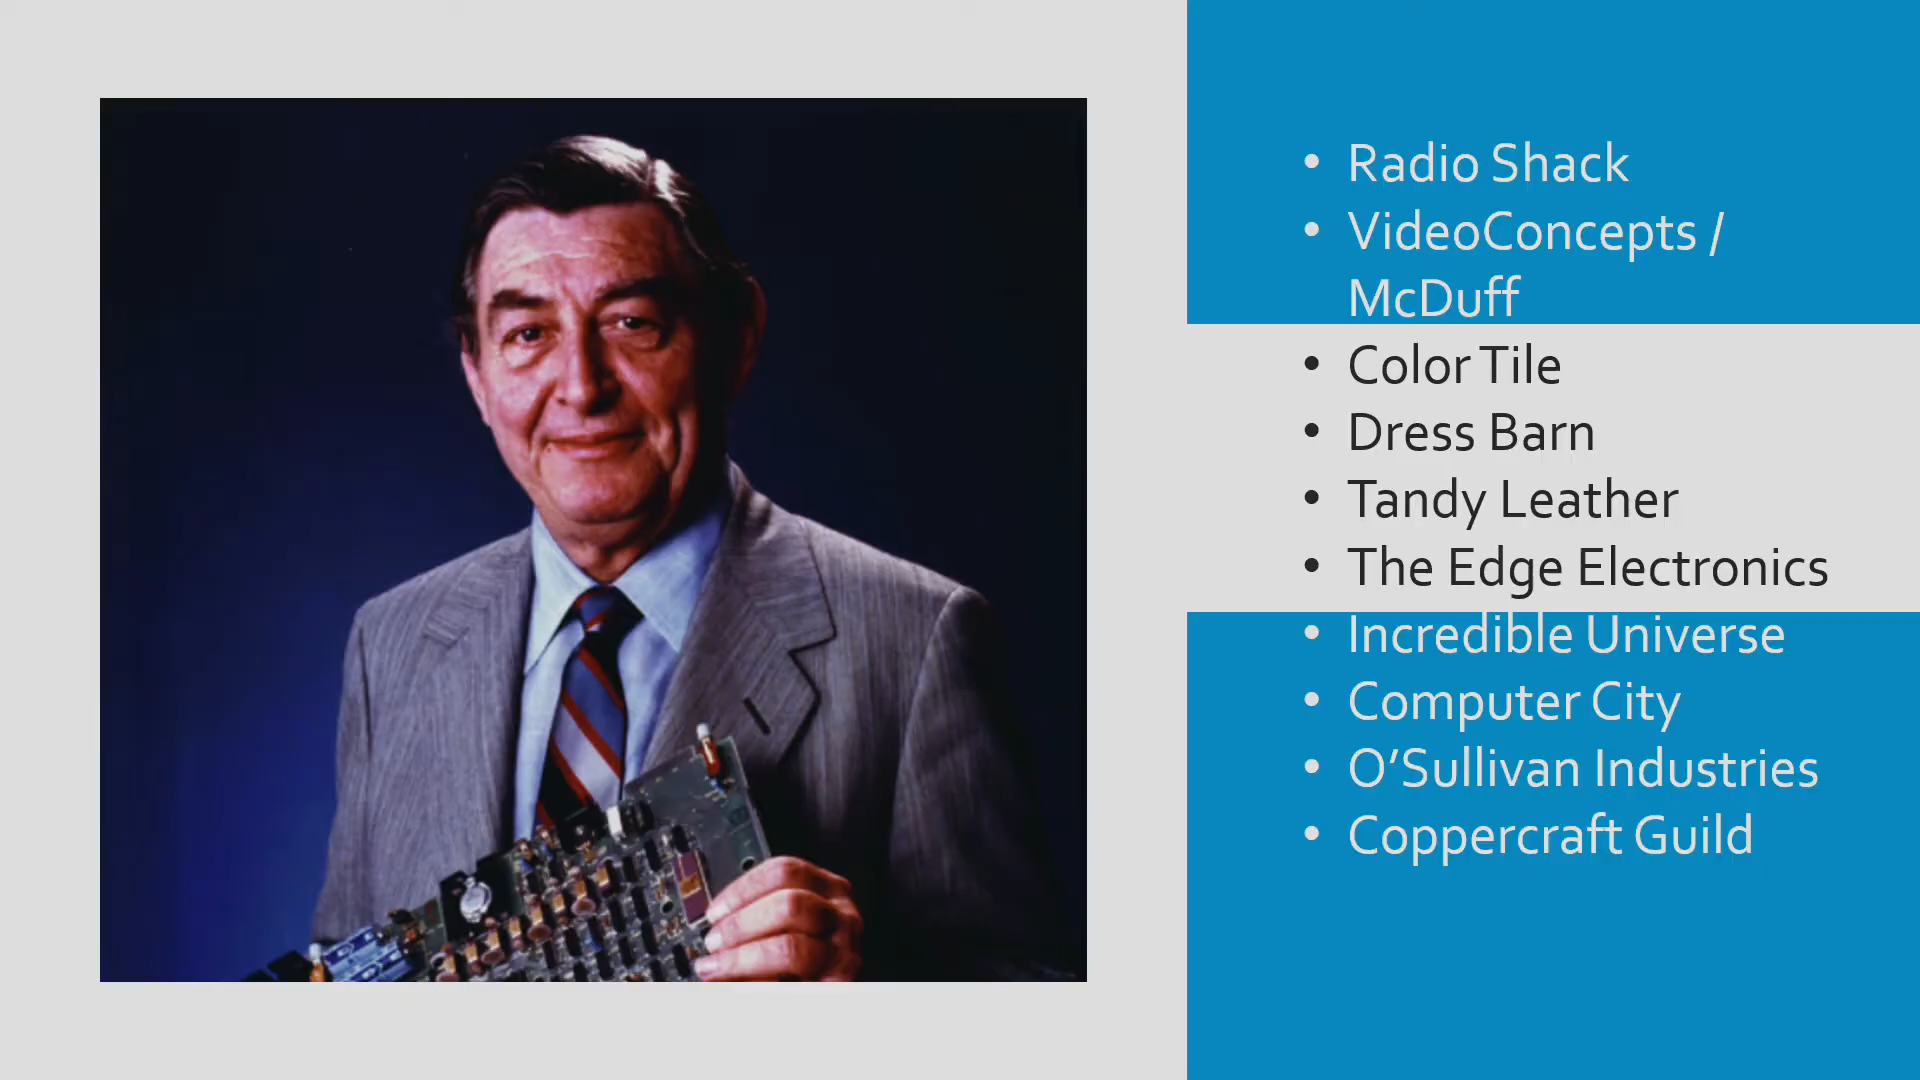 • Radio Shack
• VideoConcepts /
McDuff
• Color Tile
• Dress Barn
• Tandy Leather
• The Edge Electronics
• Incredible Universe
• Computer City
• O’Sullivan Industries
• Coppercraft Guild